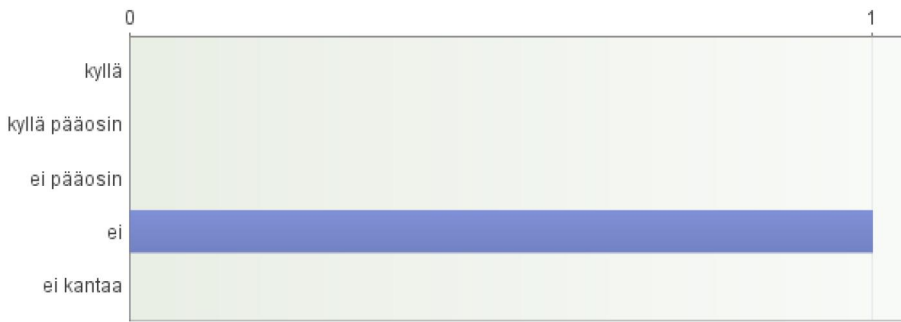 0 1
kyllä
kyllä pääosin
ei pääosin
ei
ei kantaa